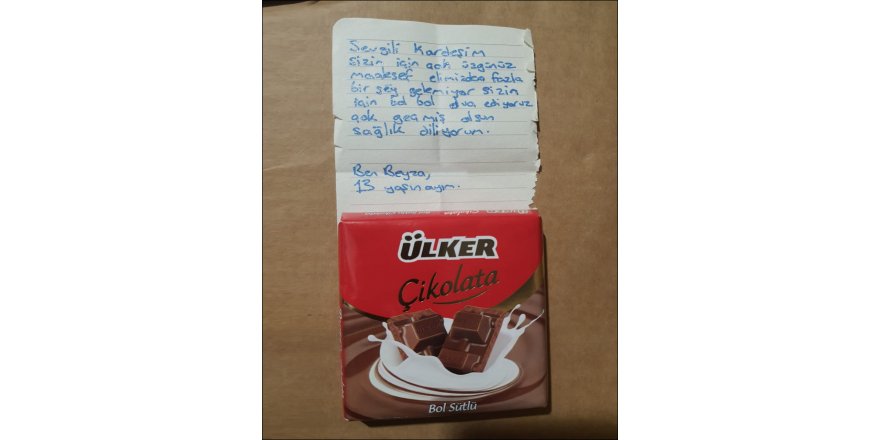 Sevgili Kardeşim
sizin için çok üzgünüz
maalesef elimizden fazla
bir şey gelemiyor sizin
için bol dua ediyoruz
çok geçmiş olsun
sağlık diliyorum.
Ben Beyza,
13 yaşındayım.
ÜLKER
Çikolata
Bol Sütlü